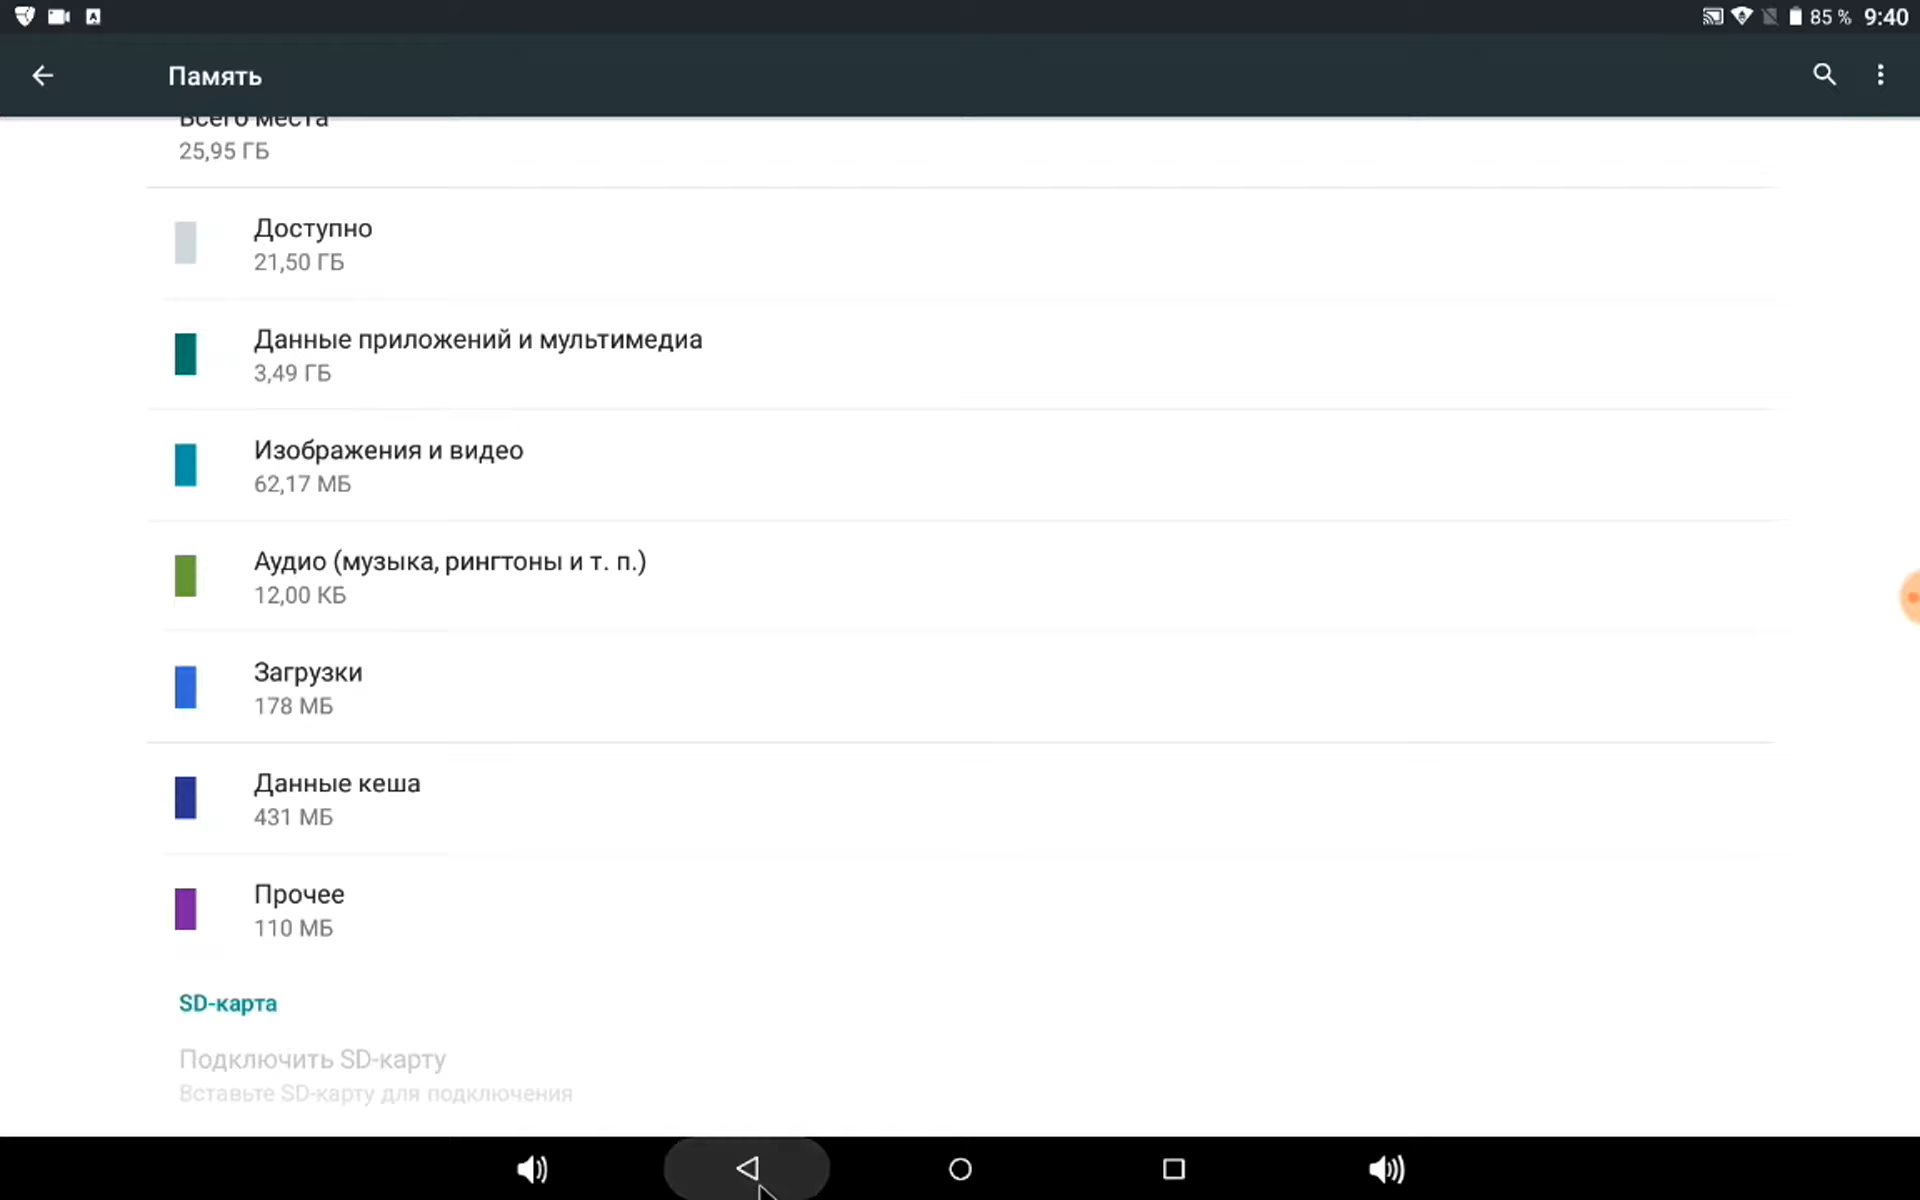 85 % 9:40
Память
Всего места
25,95 ГБ
Доступно
21,50 ГБ
Данные приложений и мультимедиа
3,49 ГБ
Изображения и видео
62,17 МБ
Аудио (музыка, рингтоны и т. п.)
12,00 КБ
Загрузки
178 МБ
Данные кеша
431 МБ
Прочее
110 МБ
SD-карта
Подключить SD-карту
Вставьте SD-карту для подключения